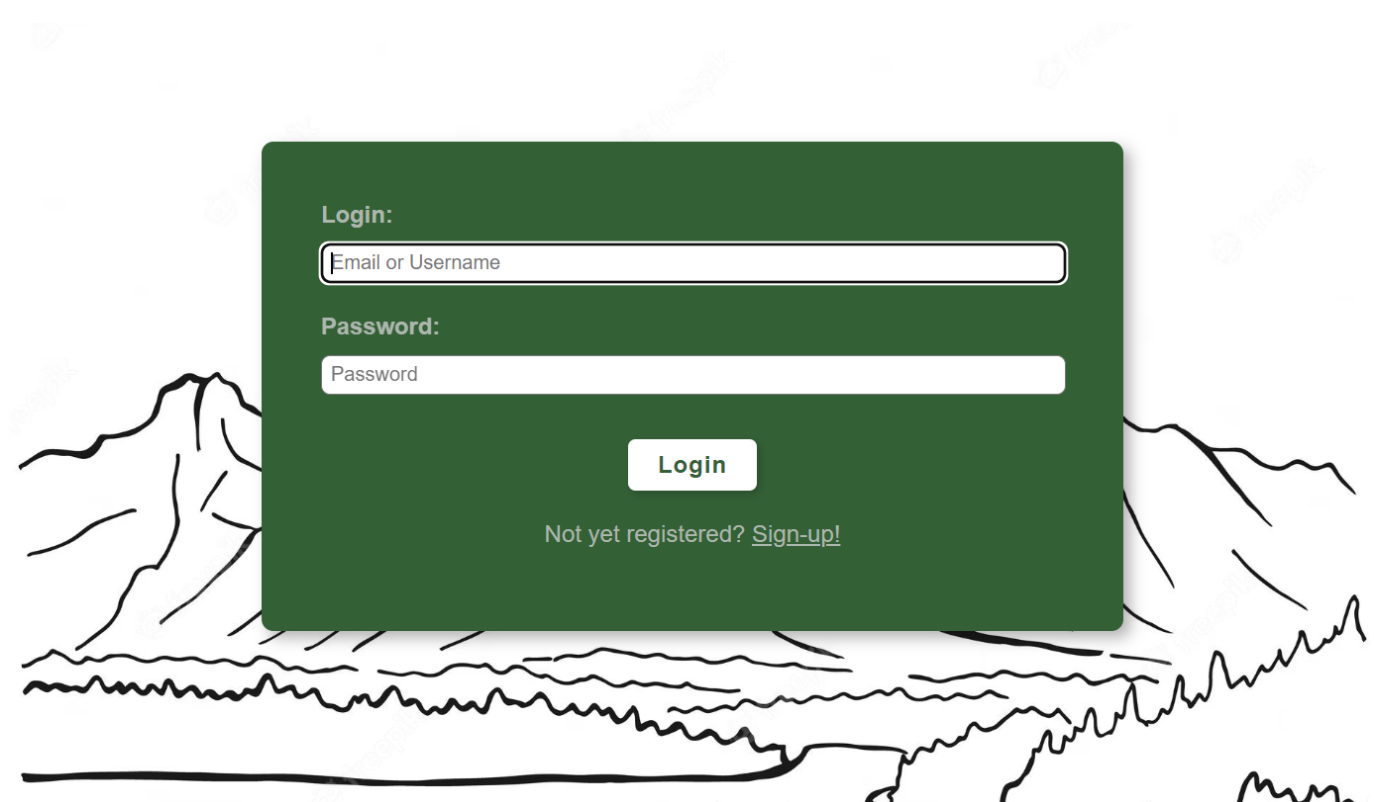 Login:
Email or Username
Password:
Password
Login
Not yet registered? Sign-up!